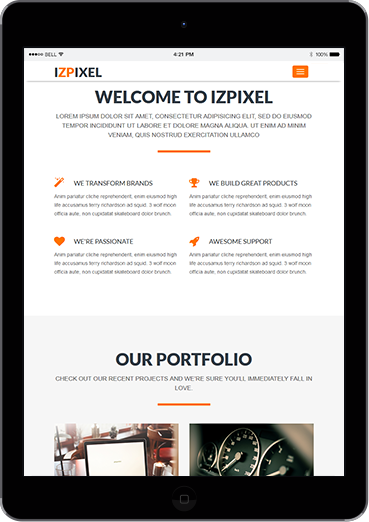 BELL 4:21 PM 100%
IZPIXEL
WELCOME TO IZPIXEL
LOREM IPSUM DOLOR SIT AMET, CONSECTETUR ADIPISICING ELIT, SED DO EIUSMOD
TEMPOR INCIDIDUNT UT LABORE ET DOLORE MAGNA ALIQUA. UT ENIM AD MINIM
VENIAM, QUIS NOSTRUD EXERCITATION ULLAMCO
WE TRANSFORM BRANDS
Anim pariatur cliche reprehenderit, enim eiusmod high
life accusamus terry richardson ad squid. 3 wolf moon
officia aute, non cupidatat skateboard dolor brunch.
WE BUILD GREAT PRODUCTS
Anim pariatur cliche reprehenderit, enim eiusmod high
life accusamus terry richardson ad squid. 3 wolf moon
officia aute, non cupidatat skateboard dolor brunch.
WE'RE PASSIONATE
Anim pariatur cliche reprehenderit, enim eiusmod high
life accusamus terry richardson ad squid. 3 wolf moon
officia aute, non cupidatat skateboard dolor brunch.
AWESOME SUPPORT
Anim pariatur cliche reprehenderit, enim eiusmod high
life accusamus terry richardson ad squid. 3 wolf moon
officia aute, non cupidatat skateboard dolor brunch.
OUR PORTFOLIO
CHECK OUT OUR RECENT PROJECTS AND WE'RE SURE YOU'LL IMMEDIATELY FALL IN
LOVE.